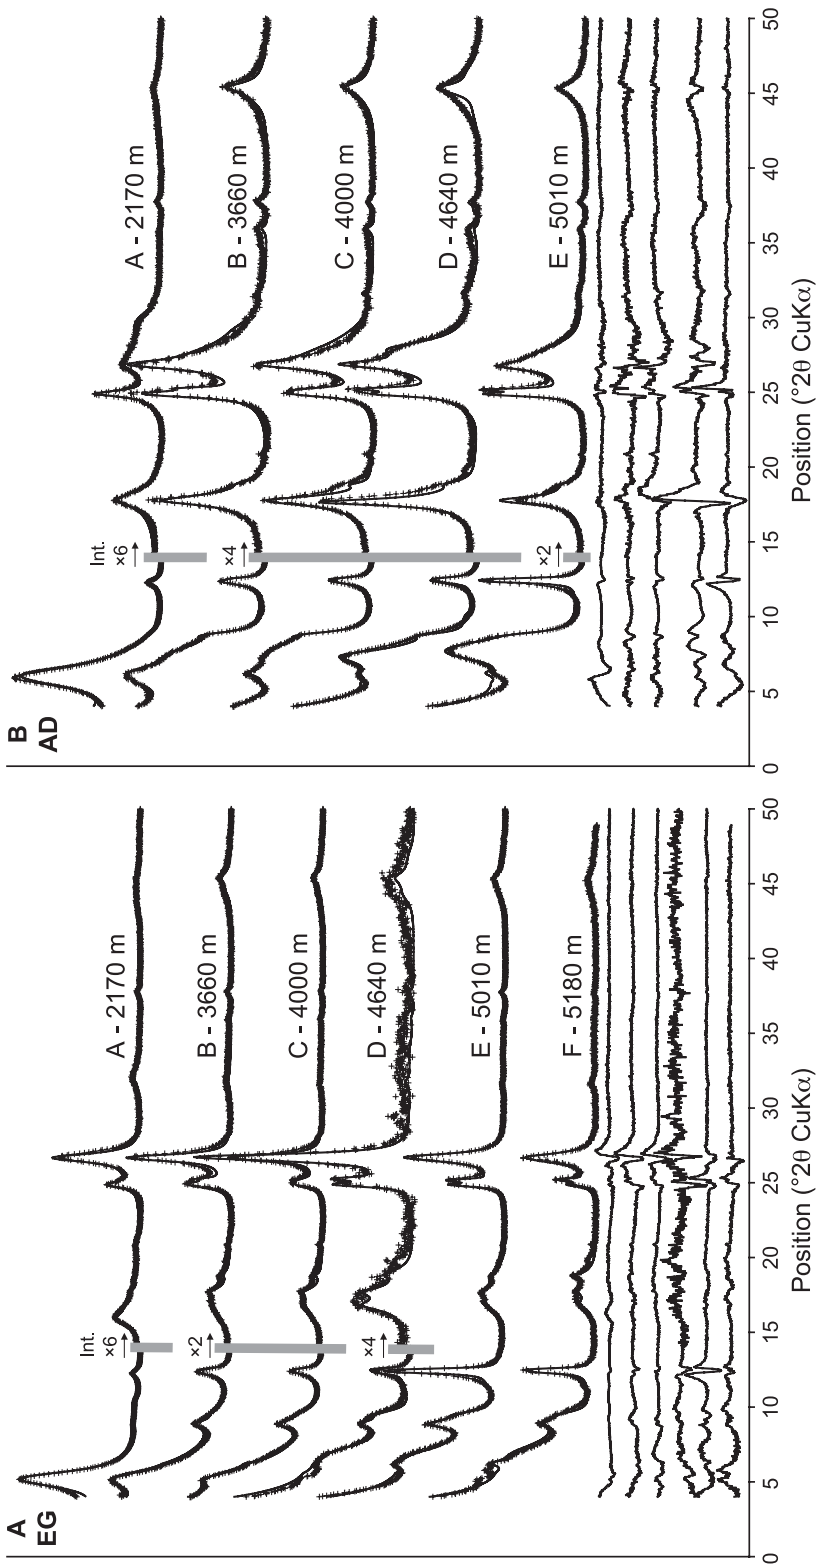 A
EG
Int.
×6
×2
×4
A - 2170 m
B - 3660 m
C - 4000 m
D - 4640 m
E - 5010 m
F - 5180 m
0 5 10 15 20 25 30 35 40 45 50
Position (°2θ CuKα)
B
AD
Int.
×6
×4
×2
A - 2170 m
B - 3660 m
C - 4000 m
D - 4640 m
E - 5010 m
0 5 10 15 20 25 30 35 40 45 50
Position (°2θ CuKα)